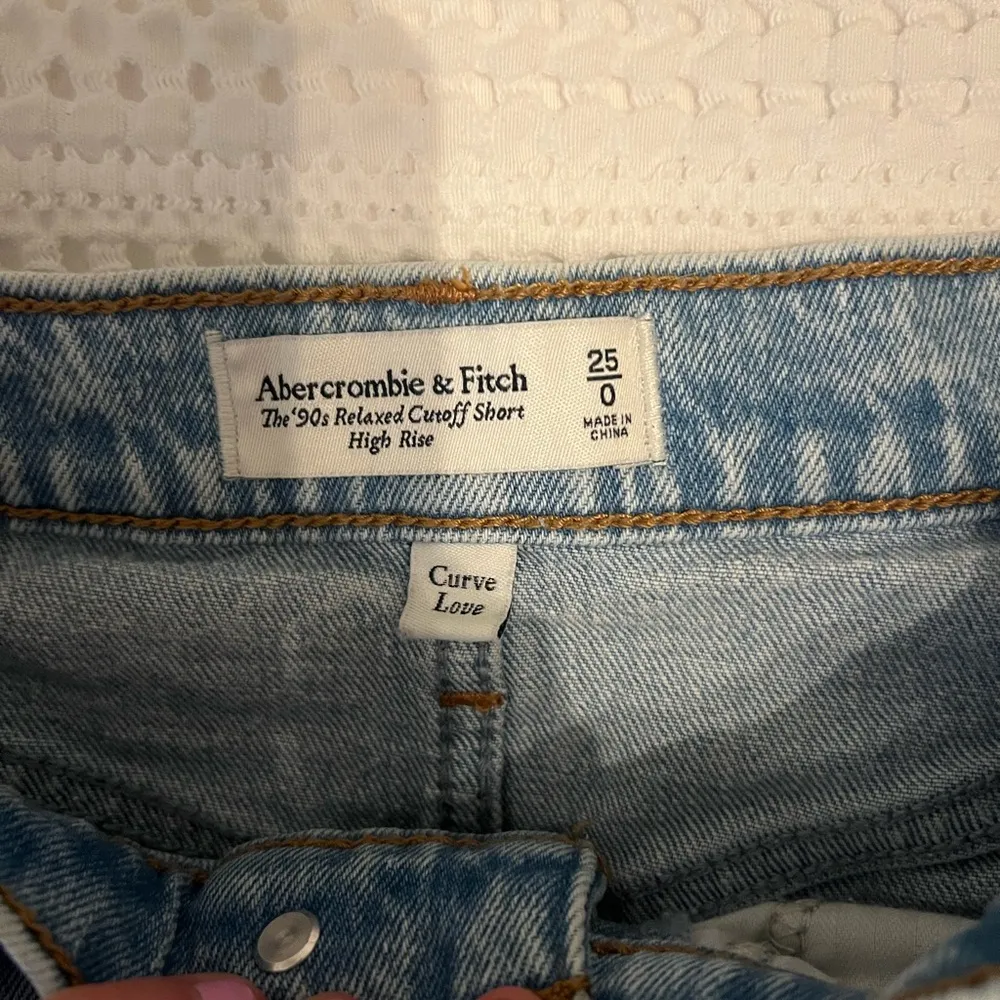 Abercrombie & Fitch
The '90s Relaxed Cutoff Short
High Rise
25
0
MADE IN
CHINA
Curve
Love